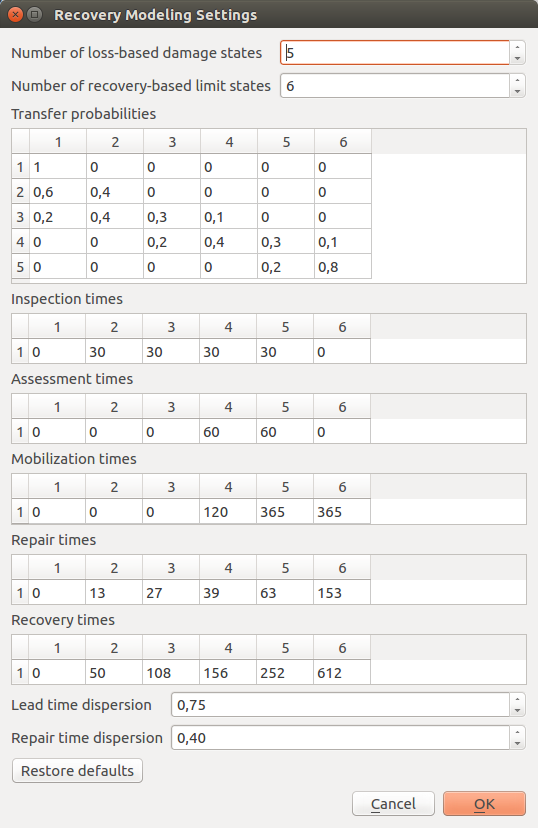 Recovery Modeling Settings
Number of loss-based damage states 5
Number of recovery-based limit states 6
Transfer probabilities
1 2 3 4 5 6
1 1 0 0 0 0 0
2 0,6 0,4 0 0 0 0
3 0,2 0,4 0,3 0,1 0 0
4 0 0 0,2 0,4 0,3 0,1
5 0 0 0 0 0,2 0,8
Inspection times
1 2 3 4 5 6
1 0 30 30 30 30 0
Assessment times
1 2 3 4 5 6
1 0 0 0 60 60 0
Mobilization times
1 2 3 4 5 6
1 0 0 0 120 365 365
Repair times
1 2 3 4 5 6
1 0 13 27 39 63 153
Recovery times
1 2 3 4 5 6
1 0 50 108 156 252 612
Lead time dispersion 0,75
Repair time dispersion 0,40
Restore defaults
Cancel OK